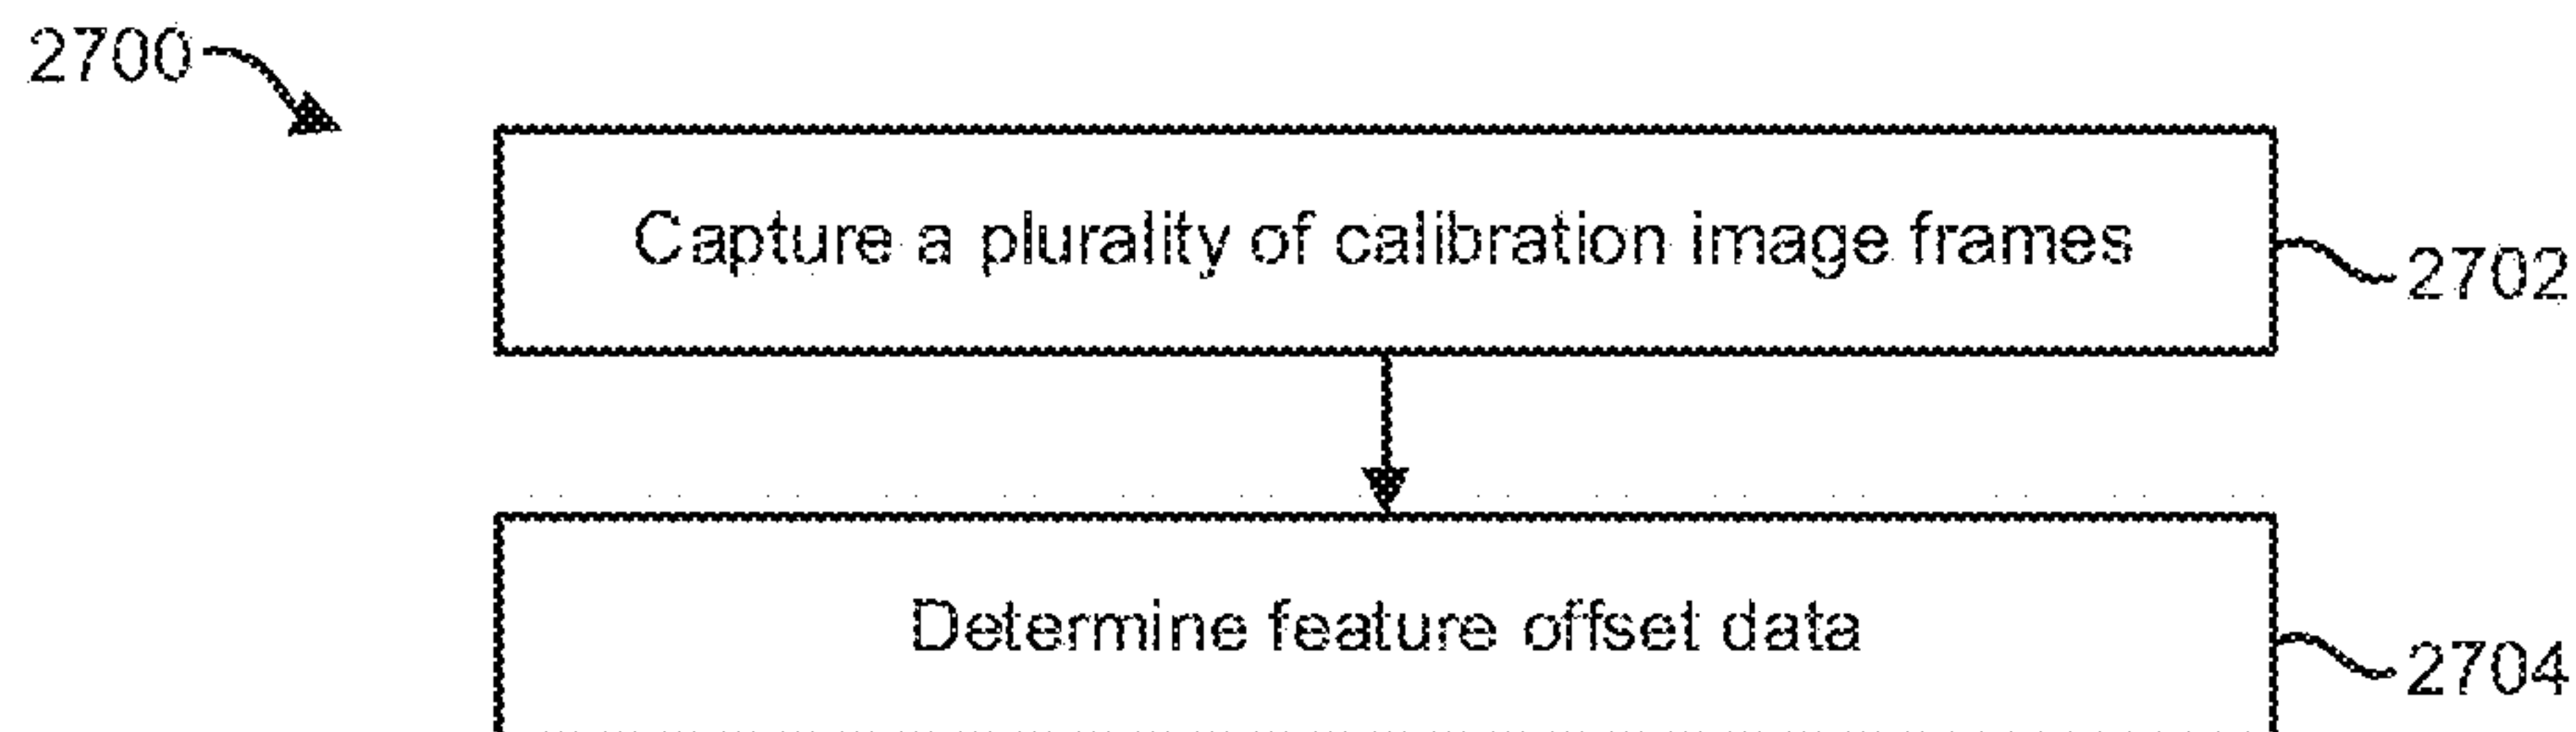 2700
Capture a plurality of calibration image frames
2702
Determine feature offset data
2704